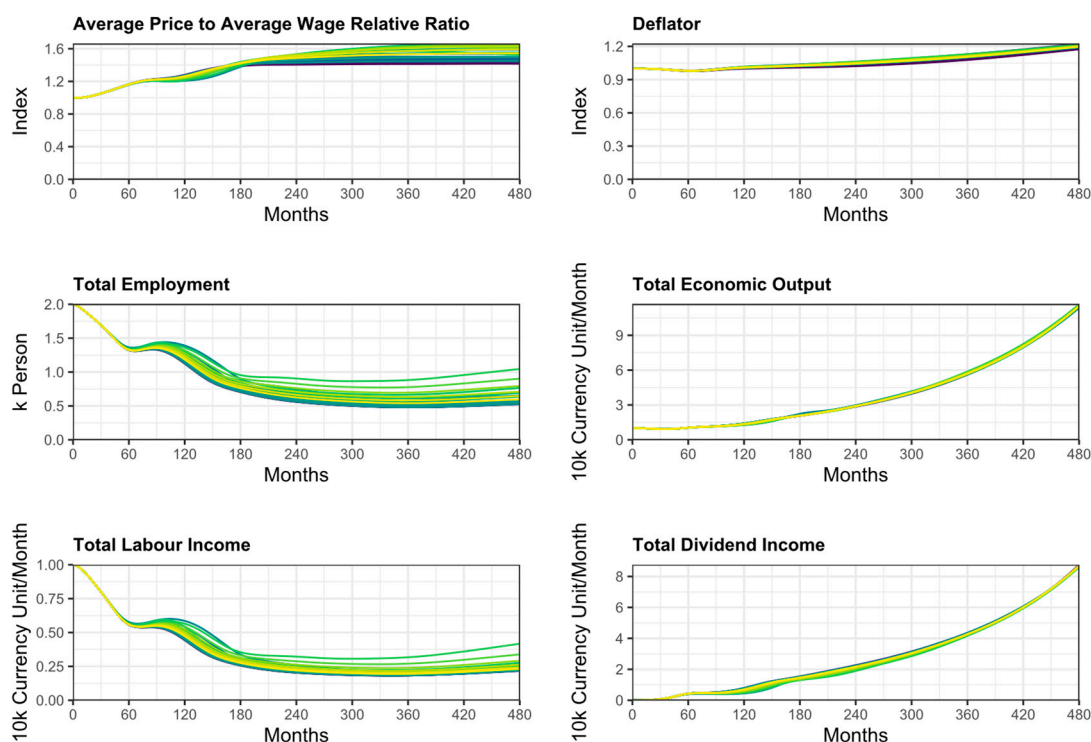 Average Price to Average Wage Relative Ratio
Index
1.6
1.2
0.8
0.4
0.0
0 60 120 180 240 300 360 420 480
Months
Deflator
Index
1.2
0.9
0.6
0.3
0.0
0 60 120 180 240 300 360 420 480
Months
Total Employment
k Person
2.0
1.5
1.0
0.5
0.0
0 60 120 180 240 300 360 420 480
Months
Total Economic Output
10k Currency Unit/Month
9
6
3
0
0 60 120 180 240 300 360 420 480
Months
Total Labour Income
10k Currency Unit/Month
1.00
0.75
0.50
0.25
0.00
0 60 120 180 240 300 360 420 480
Months
Total Dividend Income
10k Currency Unit/Month
8
6
4
2
0
0 60 120 180 240 300 360 420 480
Months